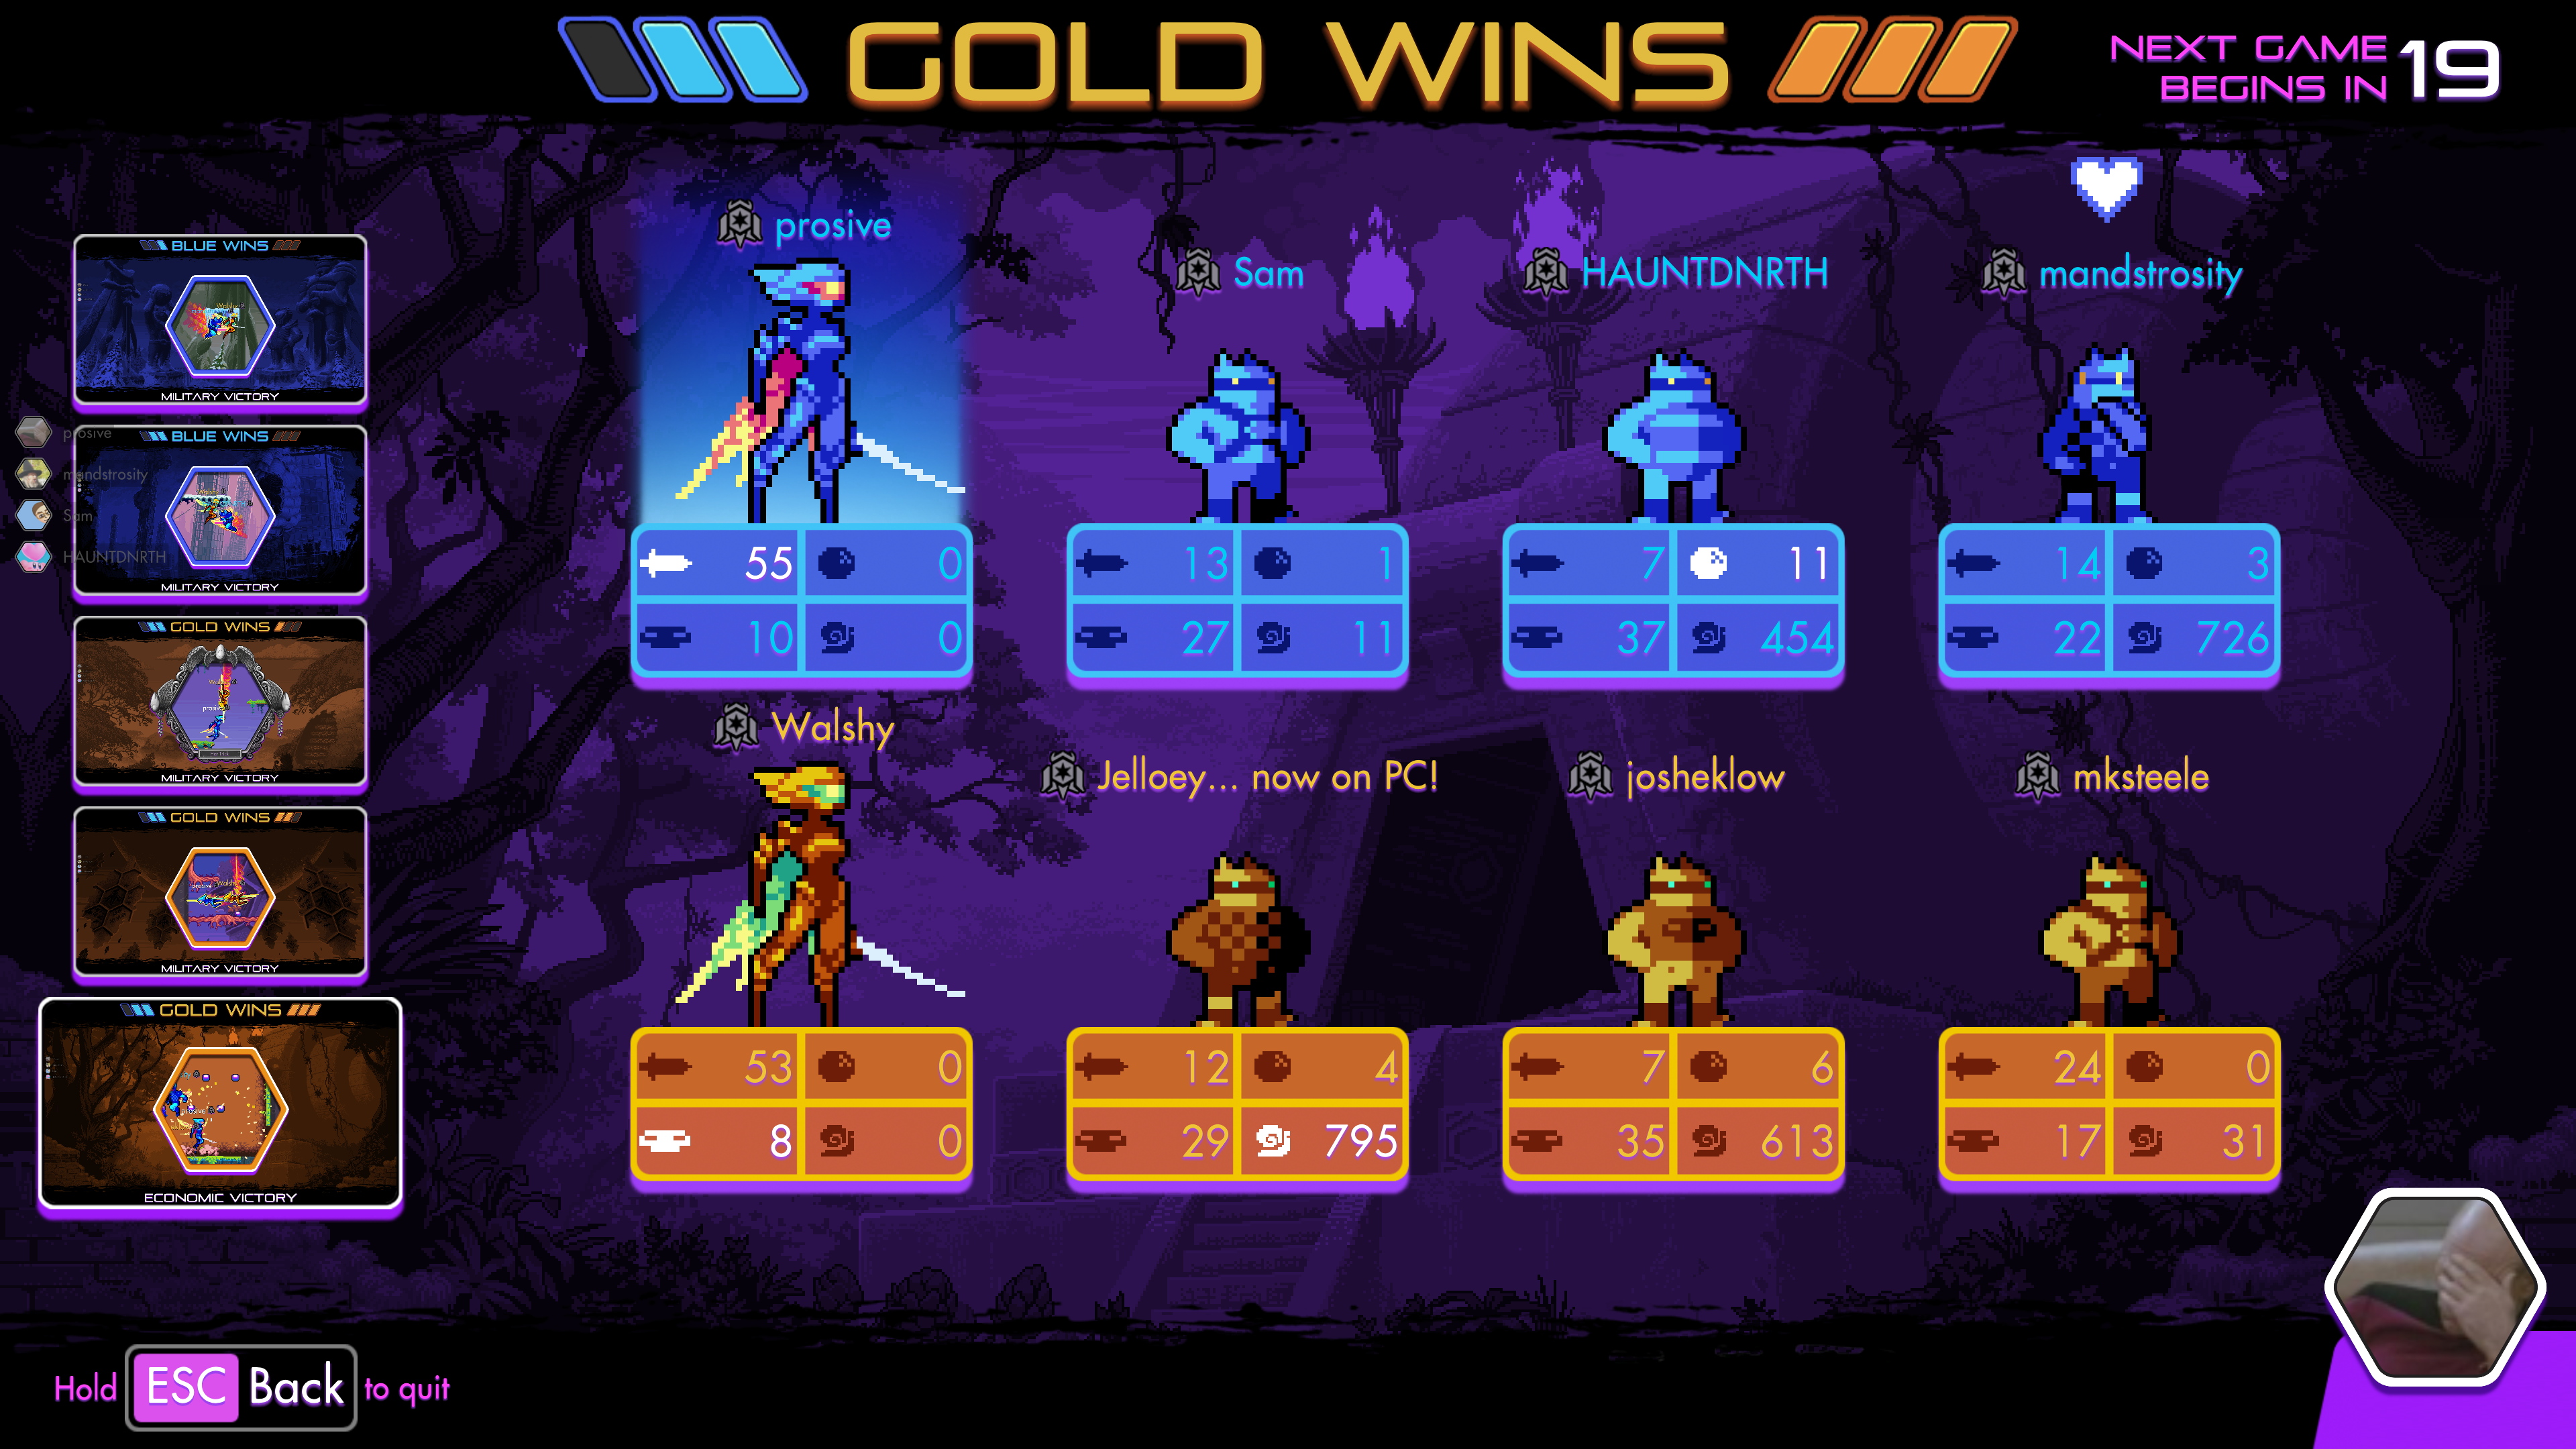 GOLD WINS
NEXT GAME
BEGINS IN 19
BLUE WINS
MILITARY VICTORY
prosive
BLUE WINS
mandstrosity
Sam
HAUNTDNRTH
MILITARY VICTORY
GOLD WINS
prosive
MILITARY VICTORY
GOLD WINS
prosive Walshy
MILITARY VICTORY
GOLD WINS
prosive
ECONOMIC VICTORY
prosive
55 0
10 0
Sam
13 1
27 11
HAUNTDNRTH
7 11
37 454
mandstrosity
14 3
22 726
Walshy
53 0
8 0
Jelloey... now on PC!
12 4
29 795
josheklow
7 6
35 613
mksteele
24 0
17 31
Hold ESC Back to quit